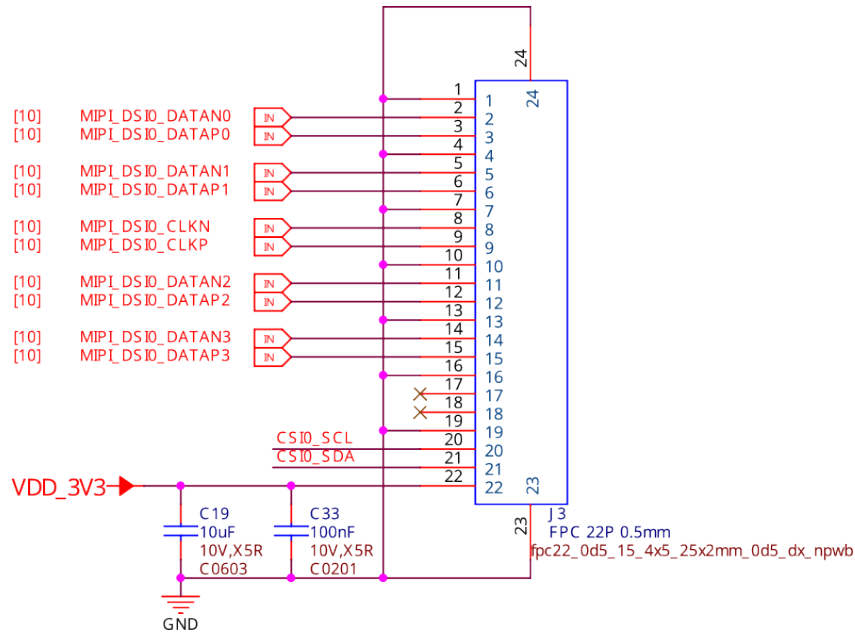 24
24
1 1
[10] MIPI_DSI0_DATAN0 IN 2 2
[10] MIPI_DSI0_DATAP0 IN 3 3
4 4
[10] MIPI_DSI0_DATAN1 IN 5 5
[10] MIPI_DSI0_DATAP1 IN 6 6
7 7
[10] MIPI_DSI0_CLKN IN 8 8
[10] MIPI_DSI0_CLKP IN 9 9
10 10
[10] MIPI_DSI0_DATAN2 IN 11 11
[10] MIPI_DSI0_DATAP2 IN 12 12
13 13
[10] MIPI_DSI0_DATAN3 IN 14 14
[10] MIPI_DSI0_DATAP3 IN 15 15
16 16
17 17
18 18
19 19
CSI0_SCL 20 20
CSI0_SDA 21 21
VDD_3V3 22 22
23
23
C19
10uF
10V,X5R
C0603
C33
100nF
10V,X5R
C0201
J3
FPC 22P 0.5mm
fpc22_0d5_15_4x5_25x2mm_0d5_dx_npwb
GND